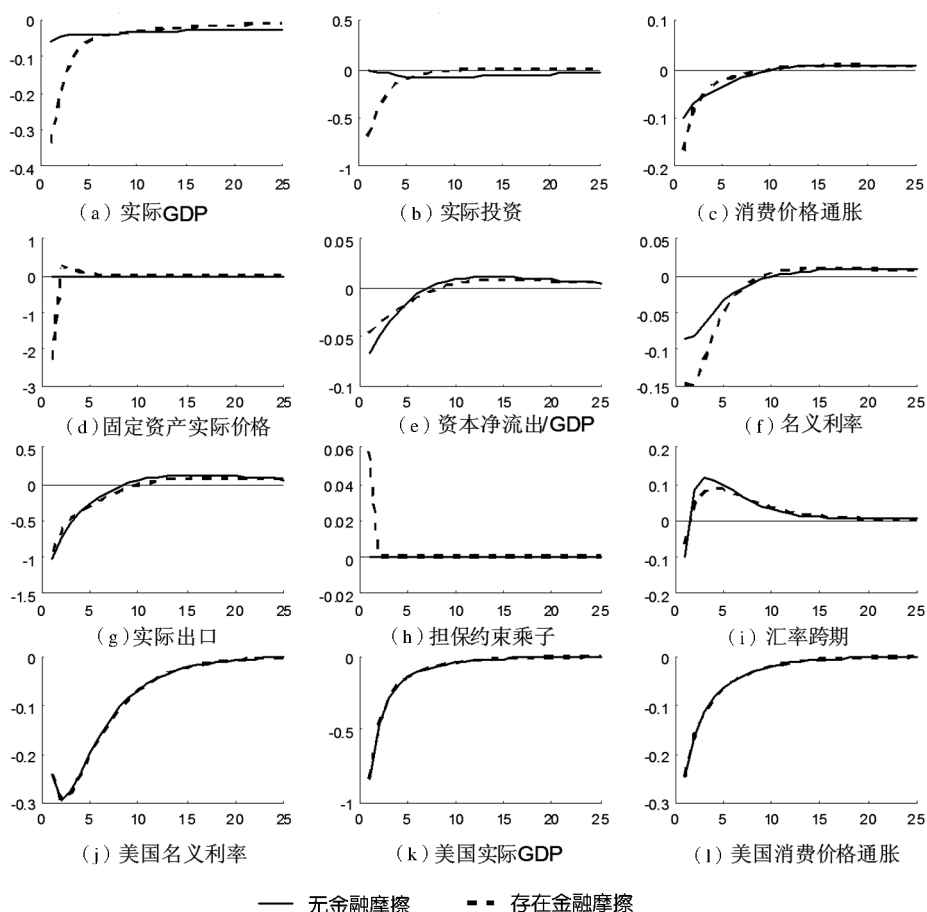 0 0.5 0.1
-0.1 0 0
-0.2
-0.3 -0.5 -0.1
-0.4 -1 -0.2
0 5 10 15 20 25 0 5 10 15 20 25 0 5 10 15 20 25
(a) 实际GDP (b) 实际投资 (c) 消费价格通胀
1 0.05 0.05
0 0 0
-1 -0.05
-2 -0.05 -0.1
-3 -0.1 -0.15
0 5 10 15 20 25 0 5 10 15 20 25 0 5 10 15 20 25
(d) 固定资产实际价格 (e) 资本净流出/GDP (f) 名义利率
0.5 0.06 0.2
0 0.04 0.1
-0.5 0.02 0
-1 0 0.1
-1.5 -0.02 0.2
0 5 10 15 20 25 0 5 10 15 20 25 0 5 10 15 20 25
(g) 实际出口 (h) 担保约束乘子 (i) 汇率跨期
0 0 0
-0.1 -0.5 -0.1
-0.2 -0.2
-0.3 -1 -0.3
0 5 10 15 20 25 0 5 10 15 20 25 0 5 10 15 20 25
(j) 美国名义利率 (k) 美国实际GDP (l) 美国消费价格通胀
无金融摩擦 存在金融摩擦